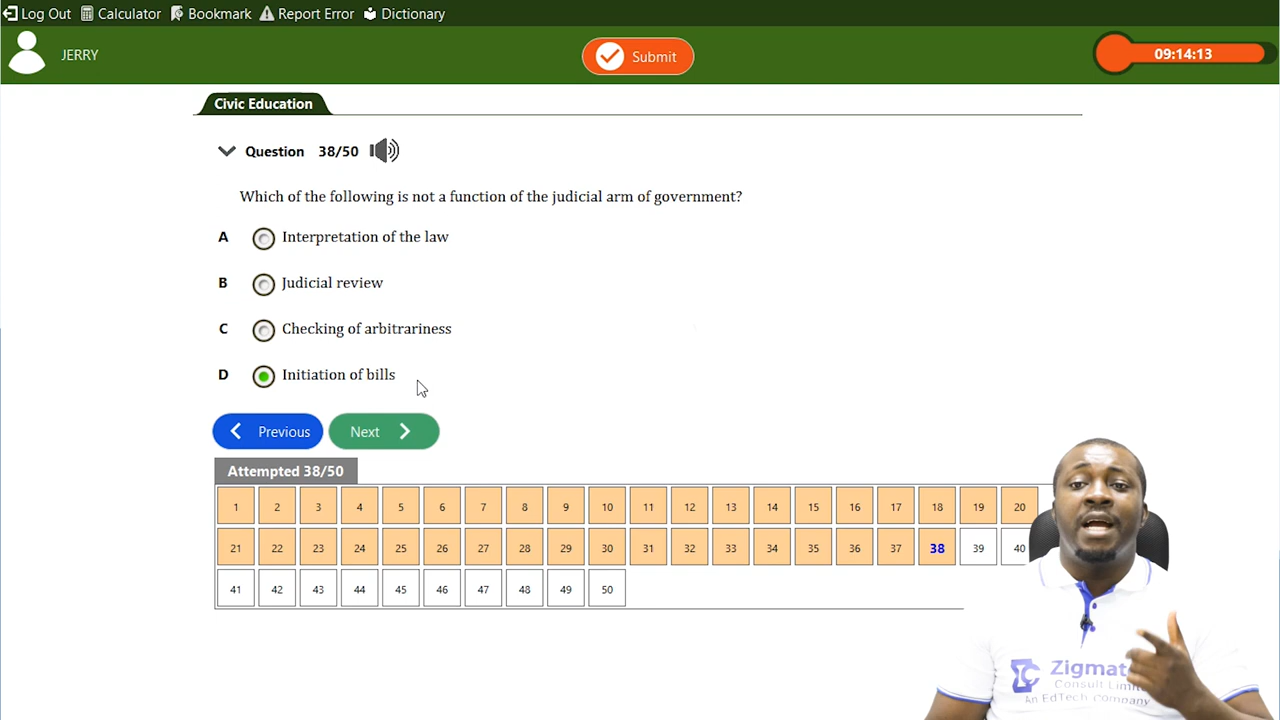 Log Out Calculator Bookmark Report Error Dictionary
JERRY
Submit
09:14:13
Civic Education
Question 38/50
Which of the following is not a function of the judicial arm of government?
A Interpretation of the law
B Judicial review
C Checking of arbitrariness
D Initiation of bills
Previous Next
Attempted 38/50
1 2 3 4 5 6 7 8 9 10 11 12 13 14 15 16 17 18 19 20
21 22 23 24 25 26 27 28 29 30 31 32 33 34 35 36 37 38 39 40
41 42 43 44 45 46 47 48 49 50
Consult
An EdTech Company